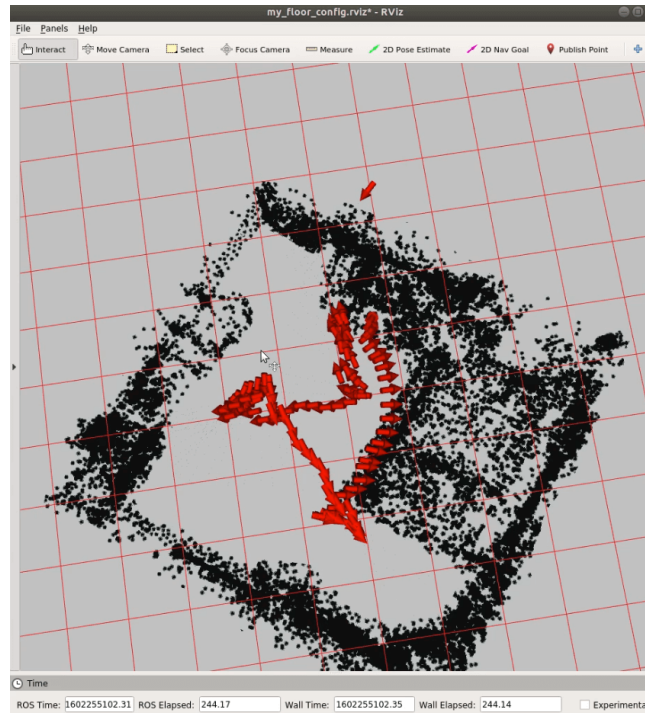 my_floor_config.rviz* - RViz
File Panels Help
Interact Move Camera Select Focus Camera Measure 2D Pose Estimate 2D Nav Goal Publish Point
Time
ROS Time: 1602255102.31 ROS Elapsed: 244.17 Wall Time: 1602255102.35 Wall Elapsed: 244.14 Experimenta